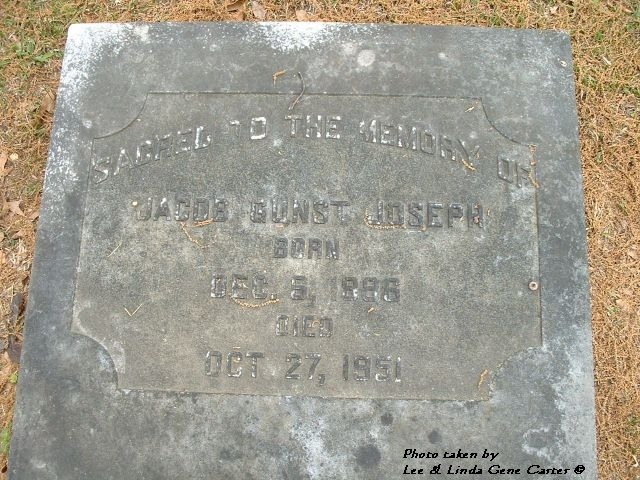 SACRED TO THE MEMORY OF
JACOB GUNST JOSEPH
BORN
DEC. 5, 1886
DIED
OCT 27, 1951
Photo taken by
Lee & Linda Gene Carter ©